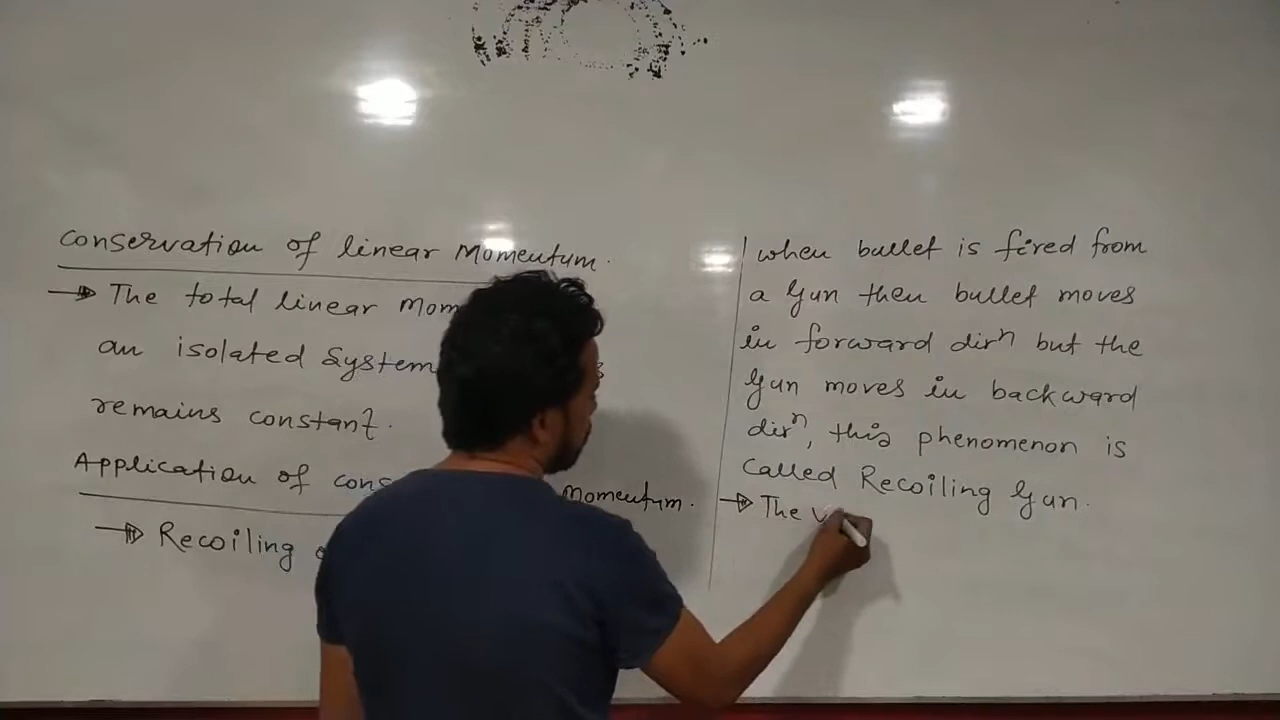 Conservation of linear Momentum.
→ The total linear
an isolated System
remains constant.
Application of momentum.
→ Recoiling
when bullet is fired from
a Gun then bullet moves
in forward dirⁿ but the
Gun moves in backward
dirⁿ, this phenomenon is
called Recoiling Gun.
→ The